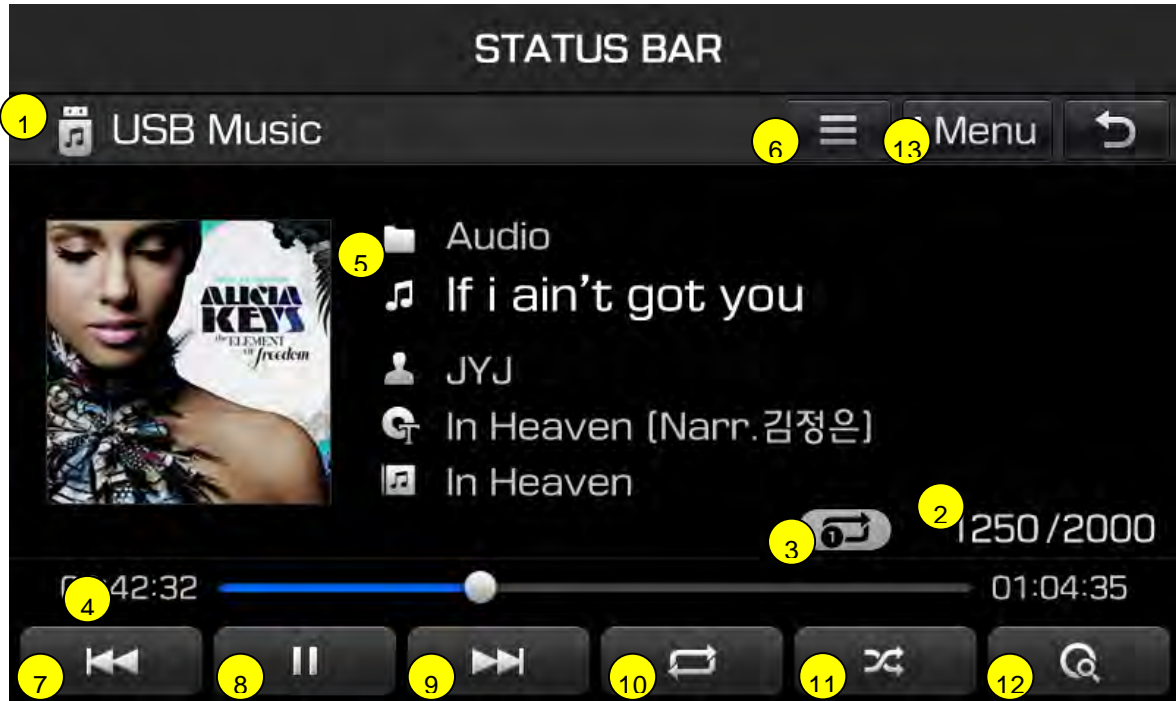 STATUS BAR
1 USB Music 6 13 Menu
5 Audio
If i ain't got you
ALICIA
KEYS
the ELEMENT
OF freedom
JYJ
In Heaven (Narr.김정은)
In Heaven
3 2 1250/2000
4 :42:32 01:04:35
7 8 9 10 11 12